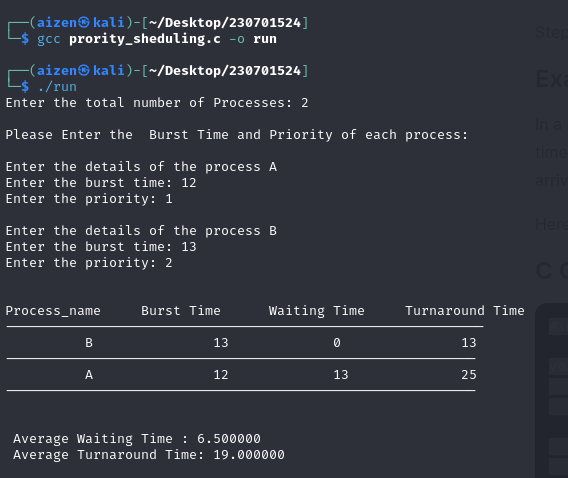 ┌──(aizen㉿kali)-[~/Desktop/230701524]
└─$ gcc prority_sheduling.c -o run
┌──(aizen㉿kali)-[~/Desktop/230701524]
└─$ ./run
Enter the total number of Processes: 2
Please Enter the  Burst Time and Priority of each process:
Enter the details of the process A
Enter the burst time: 12
Enter the priority: 1
Enter the details of the process B
Enter the burst time: 13
Enter the priority: 2
Process_name     Burst Time      Waiting Time     Turnaround Time
B               13             0               13
A               12             13              25
Average Waiting Time : 6.500000
Average Turnaround Time: 19.000000
Step
Exa
In a
time
arriv
Here
C C